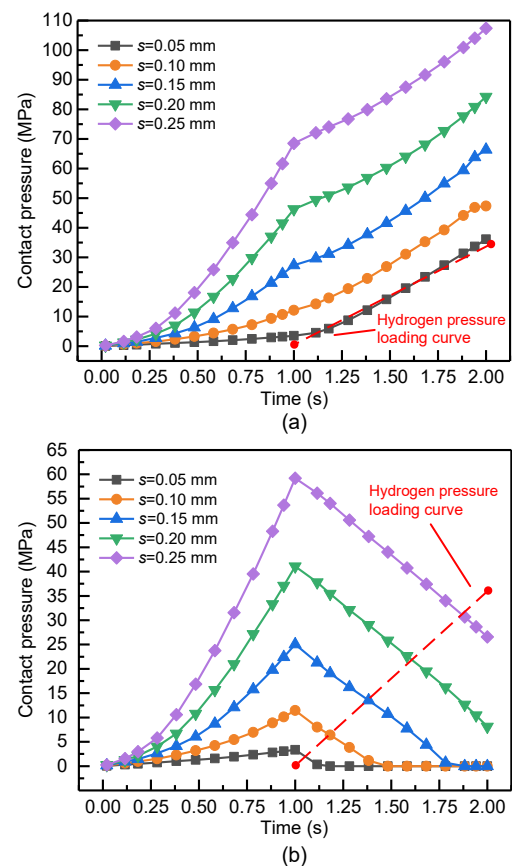 110
100
90
80
70
60
50
40
30
20
10
0
Contact pressure (MPa)
s=0.05 mm
s=0.10 mm
s=0.15 mm
s=0.20 mm
s=0.25 mm
Hydrogen pressure
loading curve
0.00 0.25 0.50 0.75 1.00 1.25 1.50 1.75 2.00
Time (s)
(a)
65
60
55
50
45
40
35
30
25
20
15
10
5
0
Contact pressure (MPa)
s=0.05 mm
s=0.10 mm
s=0.15 mm
s=0.20 mm
s=0.25 mm
Hydrogen pressure
loading curve
0.00 0.25 0.50 0.75 1.00 1.25 1.50 1.75 2.00
Time (s)
(b)